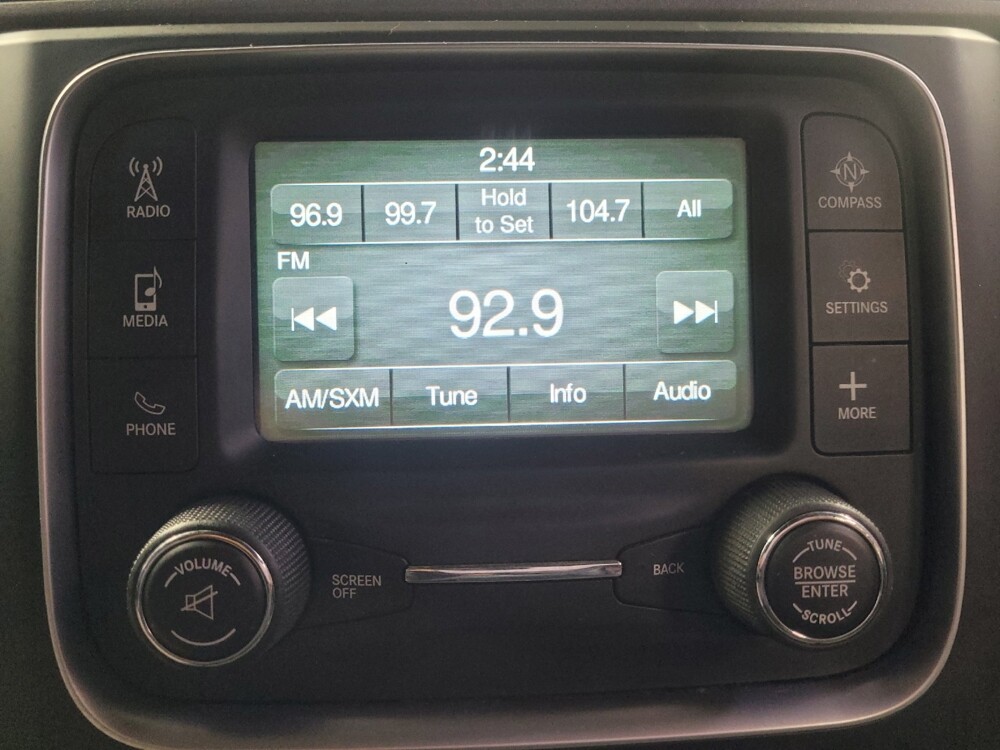 2:44
96.9 99.7 Hold to Set 104.7 All
FM
92.9
AM/SXM Tune Info Audio
RADIO
MEDIA
PHONE
N
COMPASS
SETTINGS
MORE
VOLUME
SCREEN
OFF
BACK
TUNE
BROWSE
ENTER
SCROLL